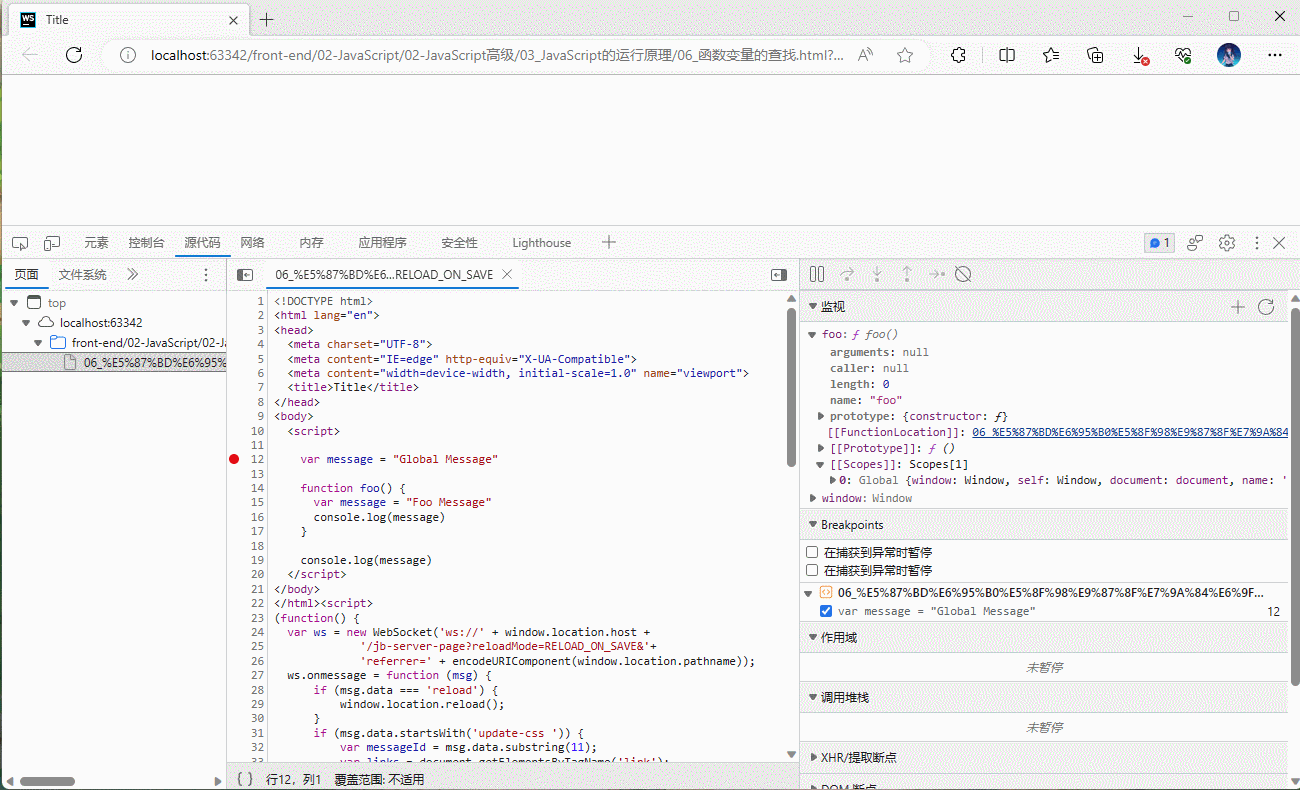 Title
localhost:63342/front-end/02-JavaScript/02-JavaScript高级/03_JavaScript的运行原理/06_函数变量的查找.html?...
元素 控制台 源代码 网络 内存 应用程序 安全性 Lighthouse 1
页面 文件系统
top
localhost:63342
front-end/02-JavaScript/02-J
06_%E5%87%BD%E6%95%
06_%E5%87%BD%E6...RELOAD_ON_SAVE
1 <!DOCTYPE html>
2 <html lang="en">
3 <head>
4 <meta charset="UTF-8">
5 <meta content="IE=edge" http-equiv="X-UA-Compatible">
6 <meta content="width=device-width, initial-scale=1.0" name="viewport">
7 <title>Title</title>
8 </head>
9 <body>
10 <script>
11
12 var message = "Global Message"
13
14 function foo() {
15 var message = "Foo Message"
16 console.log(message)
17 }
18
19 console.log(message)
20 </script>
21 </body>
22 </html><script>
23 (function() {
24 var ws = new WebSocket('ws://' + window.location.host +
25 '/jb-server-page?reloadMode=RELOAD_ON_SAVE&'+
26 'referrer=' + encodeURIComponent(window.location.pathname));
27 ws.onmessage = function (msg) {
28 if (msg.data === 'reload') {
29 window.location.reload();
30 }
31 if (msg.data.startsWith('update-css ')) {
32 var messageId = msg.data.substring(11);
33 var links = document.getElementsByTagName('link');
{ } 行12，列1 覆盖范围: 不适用
监视
foo: ƒ foo()
arguments: null
caller: null
length: 0
name: "foo"
prototype: {constructor: ƒ}
[[FunctionLocation]]: 06_%E5%87%BD%E6%95%B0%E5%8F%98%E9%87%8F%E7%9A%84
[[Prototype]]: ƒ ()
[[Scopes]]: Scopes[1]
0: Global {window: Window, self: Window, document: document, name: '
window: Window
Breakpoints
在捕获到异常时暂停
在捕获到异常时暂停
06_%E5%87%BD%E6%95%B0%E5%8F%98%E9%87%8F%E7%9A%84%E6%9F...
var message = "Global Message" 12
作用域
未暂停
调用堆栈
未暂停
XHR/提取断点
DOM 断点